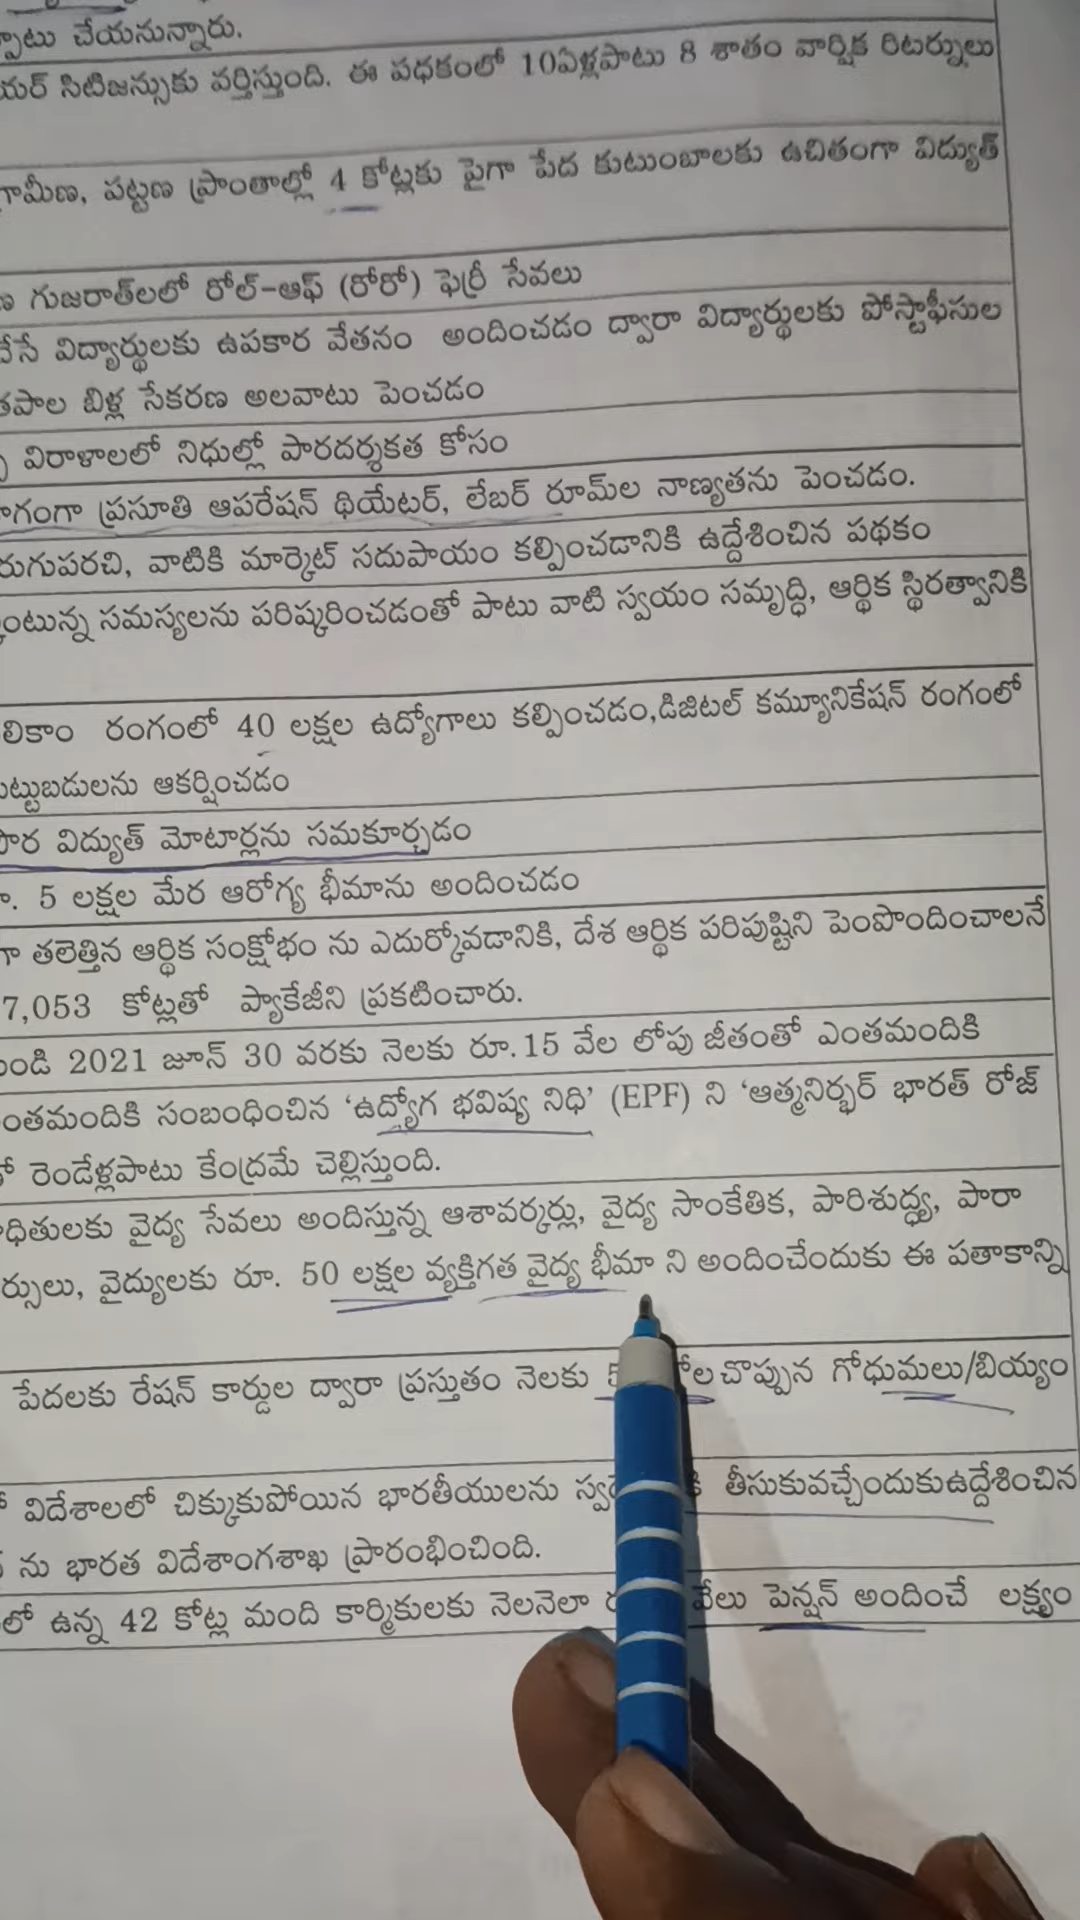 చేయనున్నారు.
సిటిజన్సుకు వర్తిస్తుంది. ఈ పధకంలో 10ఏళ్లపాటు 8 శాతం వార్షిక రిటర్నులు
పట్టణ ప్రాంతాల్లో 4 కోట్లకు పైగా పేద కుటుంబాలకు ఉచితంగా విద్యుత్
గుజరాత్‌లలో రోల్-ఆఫ్ (రోరో) ఫెర్రీ సేవలు
విద్యార్థులకు ఉపకార వేతనం అందించడం ద్వారా విద్యార్థులకు పోస్టాఫీసుల
తపాల బిళ్ల సేకరణ అలవాటు పెంచడం
విరాళాలలో నిధుల్లో పారదర్శకత కోసం
ప్రసూతి ఆపరేషన్ థియేటర్, లేబర్ రూమ్‌ల నాణ్యతను పెంచడం.
వాటికి మార్కెట్ సదుపాయం కల్పించడానికి ఉద్దేశించిన పథకం
సమస్యలను పరిష్కరించడంతో పాటు వాటి స్వయం సమృద్ధి, ఆర్థిక స్థిరత్వానికి
రంగంలో 40 లక్షల ఉద్యోగాలు కల్పించడం,డిజిటల్ కమ్యూనికేషన్ రంగంలో
ఆకర్షించడం
విద్యుత్ మోటార్లను సమకూర్చడం
5 లక్షల మేర ఆరోగ్య భీమాను అందించడం
తలెత్తిన ఆర్థిక సంక్షోభం ను ఎదుర్కోవడానికి, దేశ ఆర్థిక పరిపుష్టిని పెంపొందించాలనే
7,053 కోట్లతో ప్యాకేజీని ప్రకటించారు.
2021 జూన్ 30 వరకు నెలకు రూ.15 వేల లోపు జీతంతో ఎంతమందికి
సంబంధించిన ‘ఉద్యోగ భవిష్య నిధి’ (EPF) ని ‘ఆత్మనిర్భర్ భారత్ రోజ్
రెండేళ్లపాటు కేంద్రమే చెల్లిస్తుంది.
వైద్య సేవలు అందిస్తున్న ఆశావర్కర్లు, వైద్య సాంకేతిక, పారిశుద్ధ్య, పారా
వైద్యులకు రూ. 50 లక్షల వ్యక్తిగత వైద్య భీమా ని అందించేందుకు ఈ పతాకాన్ని
పేదలకు రేషన్ కార్డుల ద్వారా ప్రస్తుతం నెలకు చొప్పున గోధుమలు/బియ్యం
విదేశాలలో చిక్కుకుపోయిన భారతీయులను తీసుకువచ్చేందుకుఉద్దేశించిన
ను భారత విదేశాంగశాఖ ప్రారంభించింది.
ఉన్న 42 కోట్ల మంది కార్మికులకు నెలనెలా వేలు పెన్షన్ అందించే లక్ష్యం